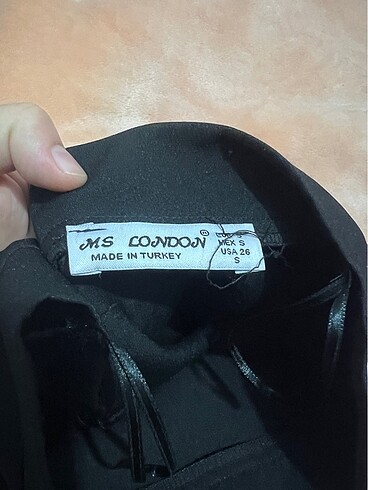 MS LONDON®
MADE IN TURKEY
MEX S
USA 26
S